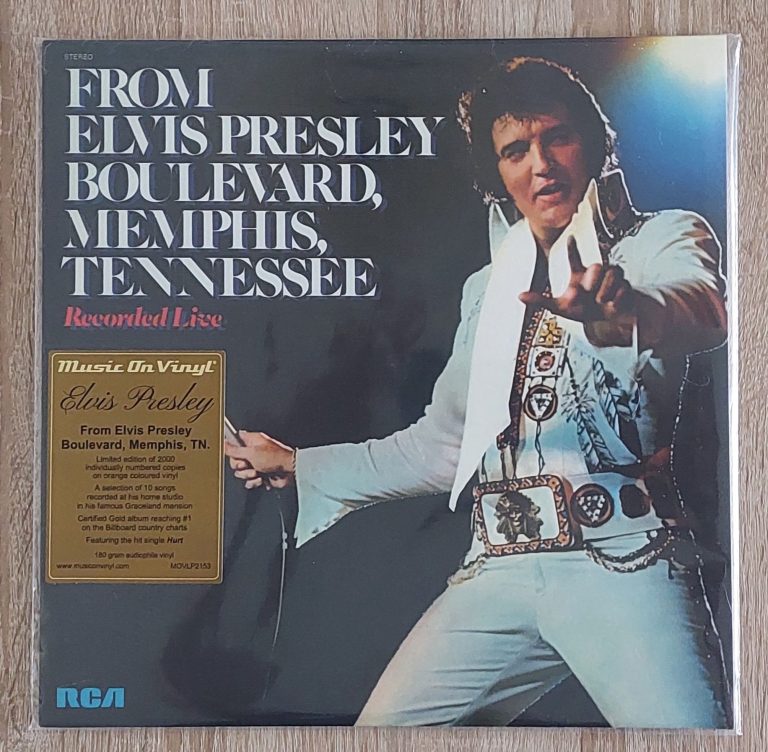 STEREO
FROM
ELVIS PRESLEY
BOULEVARD,
MEMPHIS,
TENNESSEE
Recorded Live
Music On Vinyl®
Elvis Presley
From Elvis Presley
Boulevard, Memphis, TN.
Limited edition of 2000
individually numbered copies
on orange coloured vinyl
A selection of 10 songs
recorded at his home studio
in his famous Graceland mansion
Certified Gold album reaching #1
on the Billboard country charts
Featuring the hit single Hurt
180 gram audiophile vinyl
www.musiconvinyl.com MOVLP2153
RCA